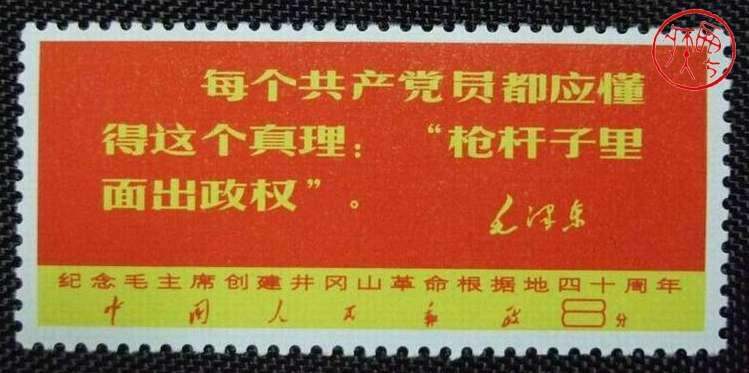 每个共产党员都应懂
得这个真理：“枪杆子里
面出政权”。
毛泽东
纪念毛主席创建井冈山革命根据地四十周年
中国人民邮政 8分